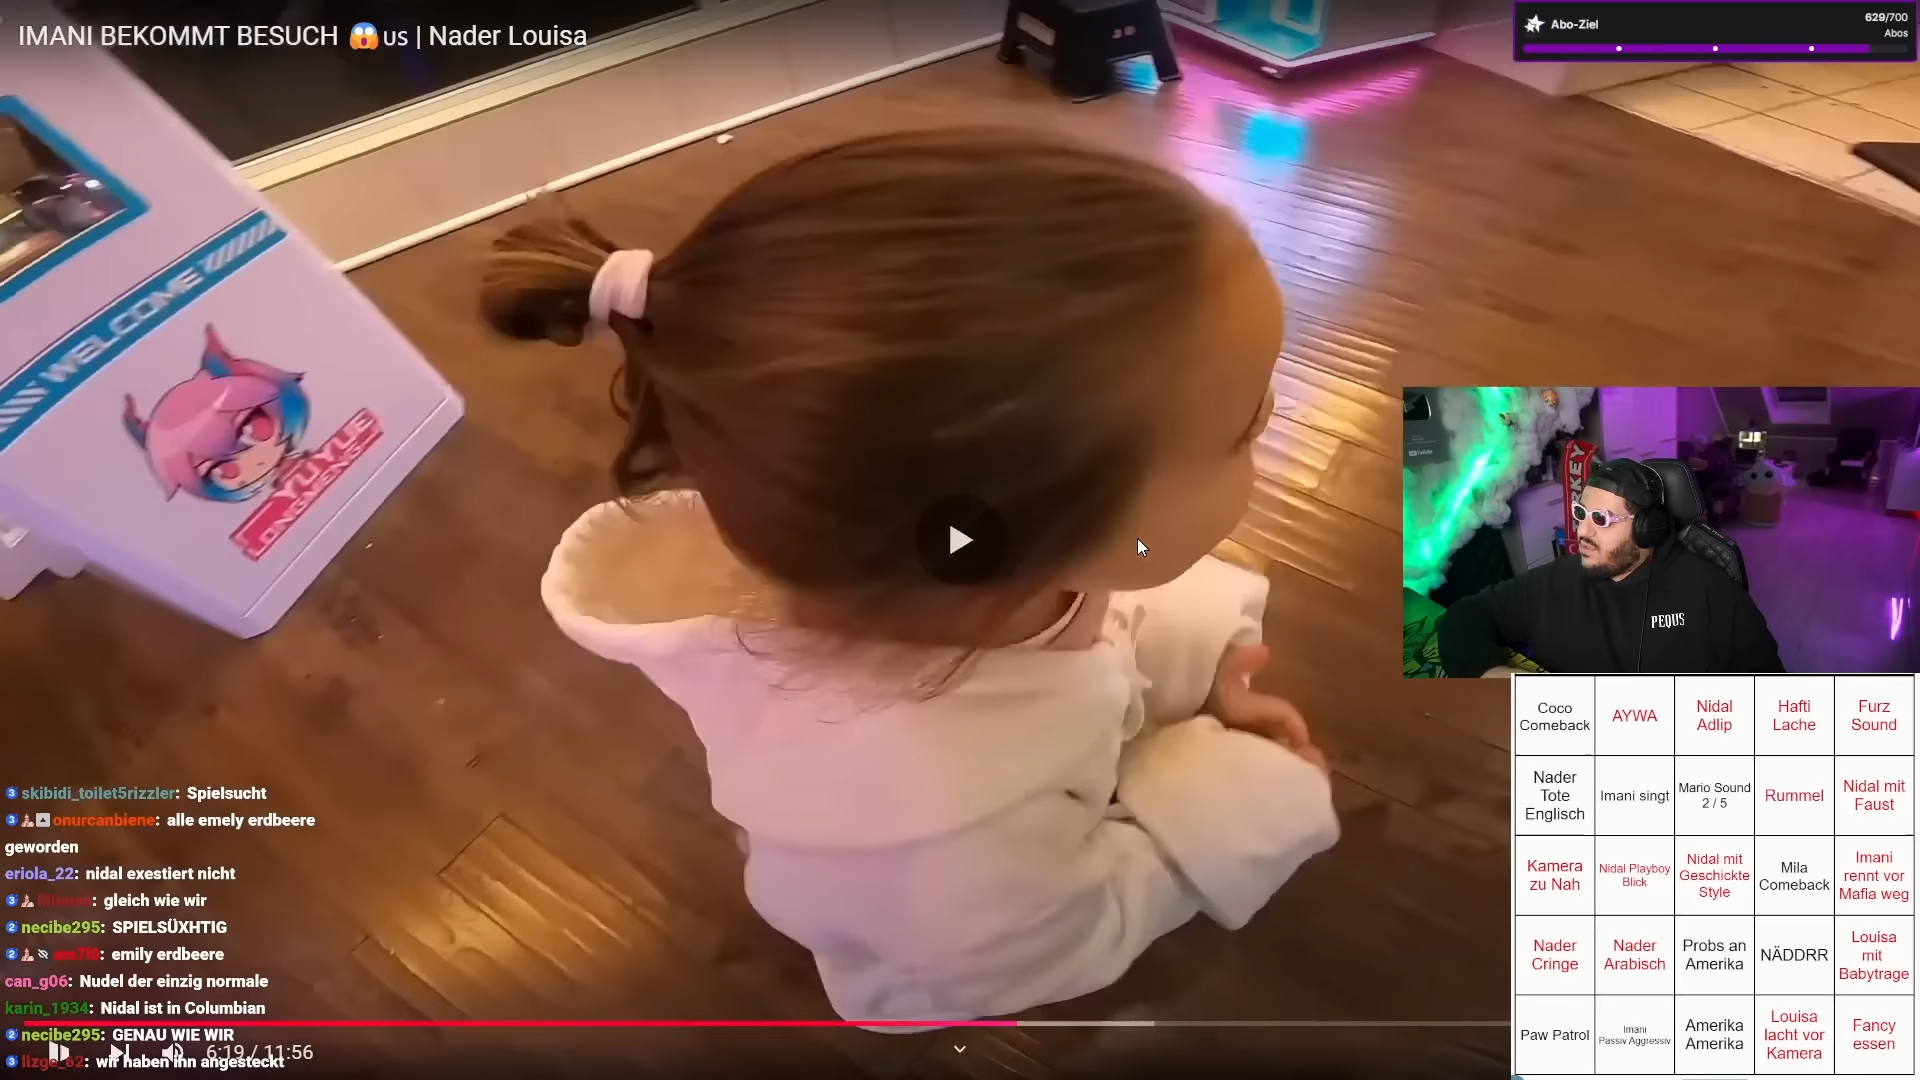 IMANI BEKOMMT BESUCH 😱us | Nader Louisa
Abo-Ziel
629/700
Abos
WELCOME
YUYUE
TURKEY
PEQUS
Coco Comeback
AYWA
Nidal Adlip
Hafti Lache
Furz Sound
Nader Tote Englisch
Imani singt
Mario Sound 2 / 5
Rummel
Nidal mit Faust
Kamera zu Nah
Nidal Playboy Blick
Nidal mit Geschickte Style
Mila Comeback
Imani rennt vor Mafia weg
Nader Cringe
Nader Arabisch
Probs an Amerika
NÄDDRR
Louisa mit Babytrage
Paw Patrol
Imani Passiv Aggressiv
Amerika Amerika
Louisa lacht vor Kamera
Fancy essen
skibidi_toilet5rizzler: Spielsucht
onurcanbiene: alle emely erdbeere
geworden
eriola_22: nidal exestiert nicht
: gleich wie wir
necibe295: SPIELSÜXHTIG
am7l0: emily erdbeere
can_g06: Nudel der einzig normale
karin_1934: Nidal ist in Columbian
necibe295: GENAU WIE WIR
lizge_62: wir haben ihn angesteckt
6:19 / 11:56